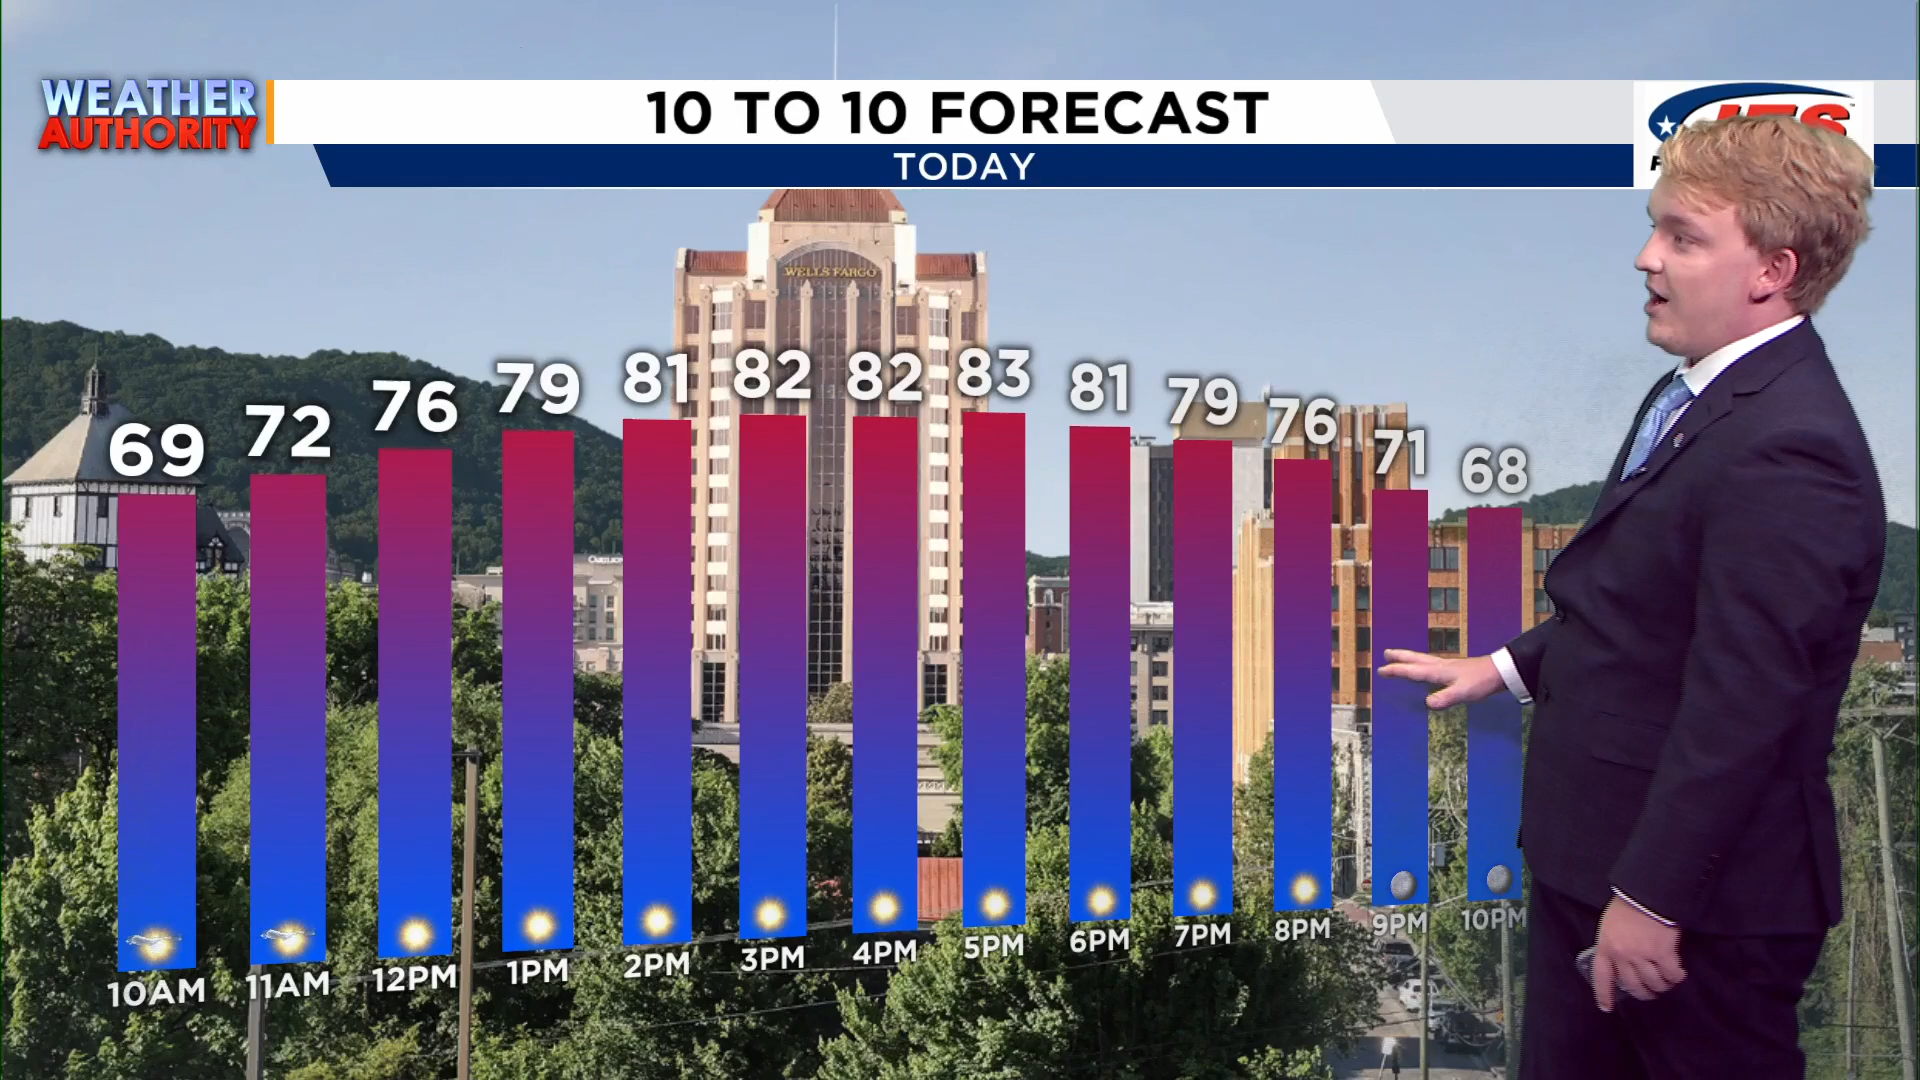 WEATHER
AUTHORITY
10 TO 10 FORECAST
TODAY
WELLS FARGO
69 72 76 79 81 82 82 83 81 79 76 71 68
10AM 11AM 12PM 1PM 2PM 3PM 4PM 5PM 6PM 7PM 8PM 9PM 10PM